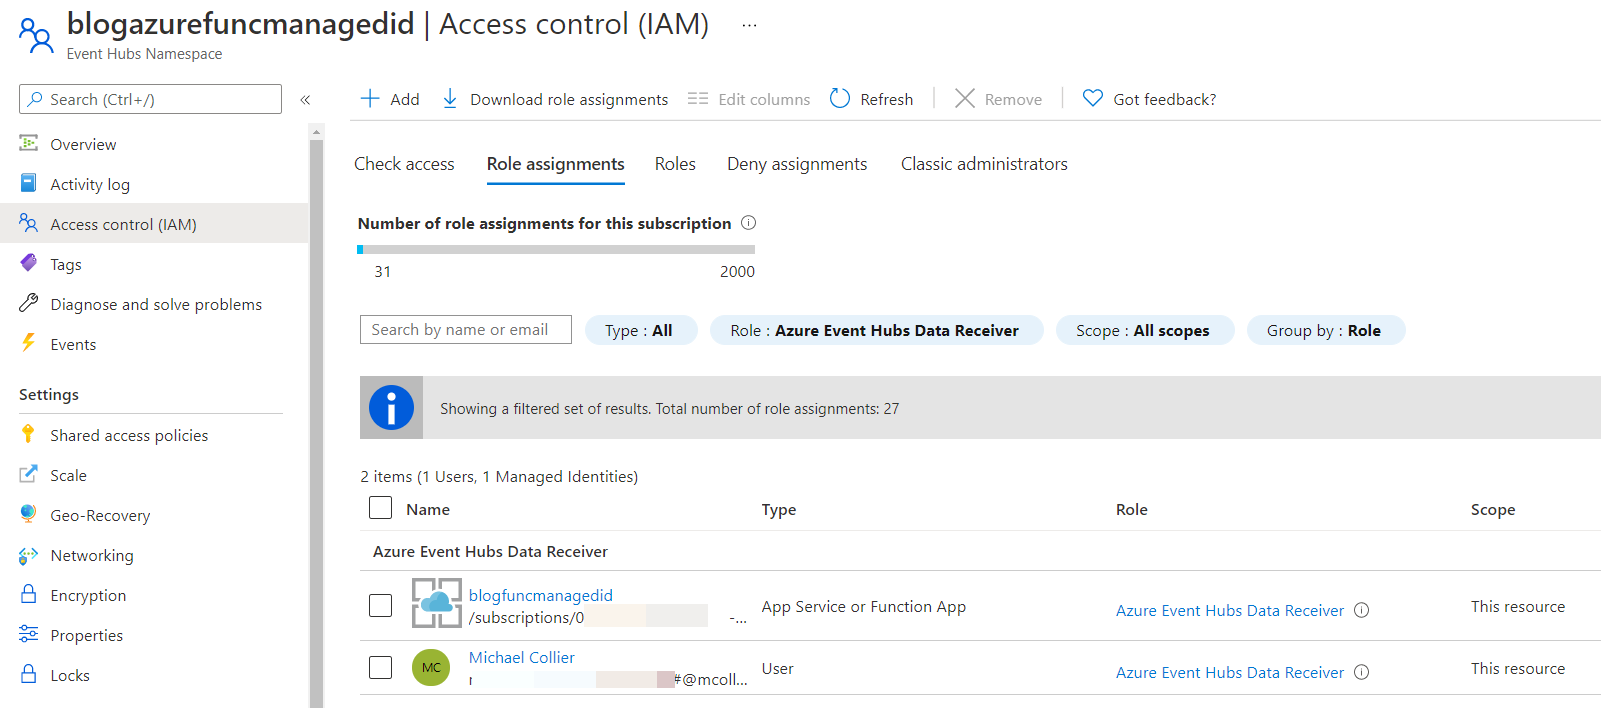 blogazurefuncmanagedid | Access control (IAM) ...
Event Hubs Namespace
Search (Ctrl+/)
«
Overview
Activity log
Access control (IAM)
Tags
Diagnose and solve problems
Events
Settings
Shared access policies
Scale
Geo-Recovery
Networking
Encryption
Properties
Locks
Add Download role assignments Edit columns Refresh Remove Got feedback?
Check access Role assignments Roles Deny assignments Classic administrators
Number of role assignments for this subscription
31 2000
Search by name or email Type : All Role : Azure Event Hubs Data Receiver Scope : All scopes Group by : Role
Showing a filtered set of results. Total number of role assignments: 27
2 items (1 Users, 1 Managed Identities)
Name Type Role Scope
Azure Event Hubs Data Receiver
blogfuncmanagedid
/subscriptions/0 -...
App Service or Function App Azure Event Hubs Data Receiver This resource
MC Michael Collier
#@mcoll...
User Azure Event Hubs Data Receiver This resource